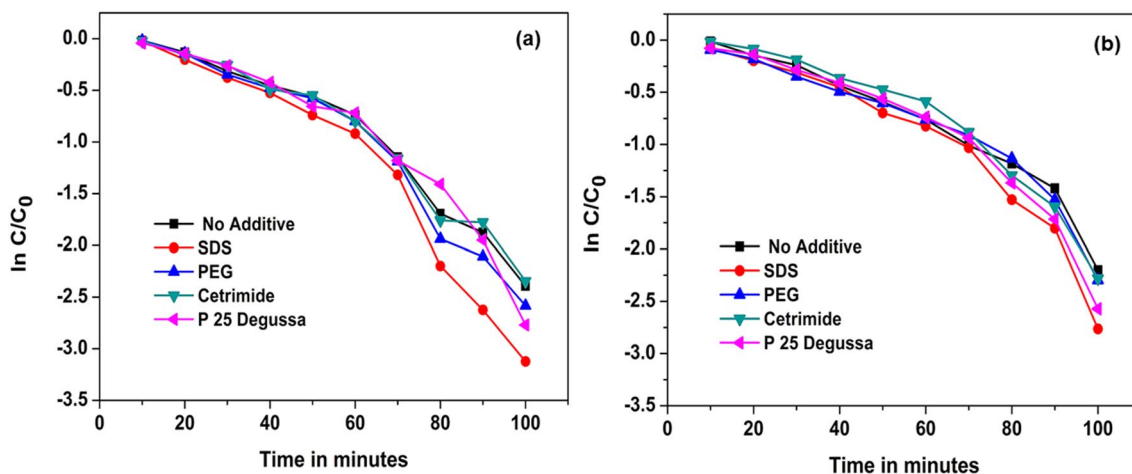 (a)
ln C/C0
0.0
-0.5
-1.0
-1.5
-2.0
-2.5
-3.0
-3.5
No Additive
SDS
PEG
Cetrimide
P 25 Degussa
0 20 40 60 80 100
Time in minutes
(b)
ln C/C0
0.0
-0.5
-1.0
-1.5
-2.0
-2.5
-3.0
-3.5
No Additive
SDS
PEG
Cetrimide
P 25 Degussa
0 20 40 60 80 100
Time in minutes